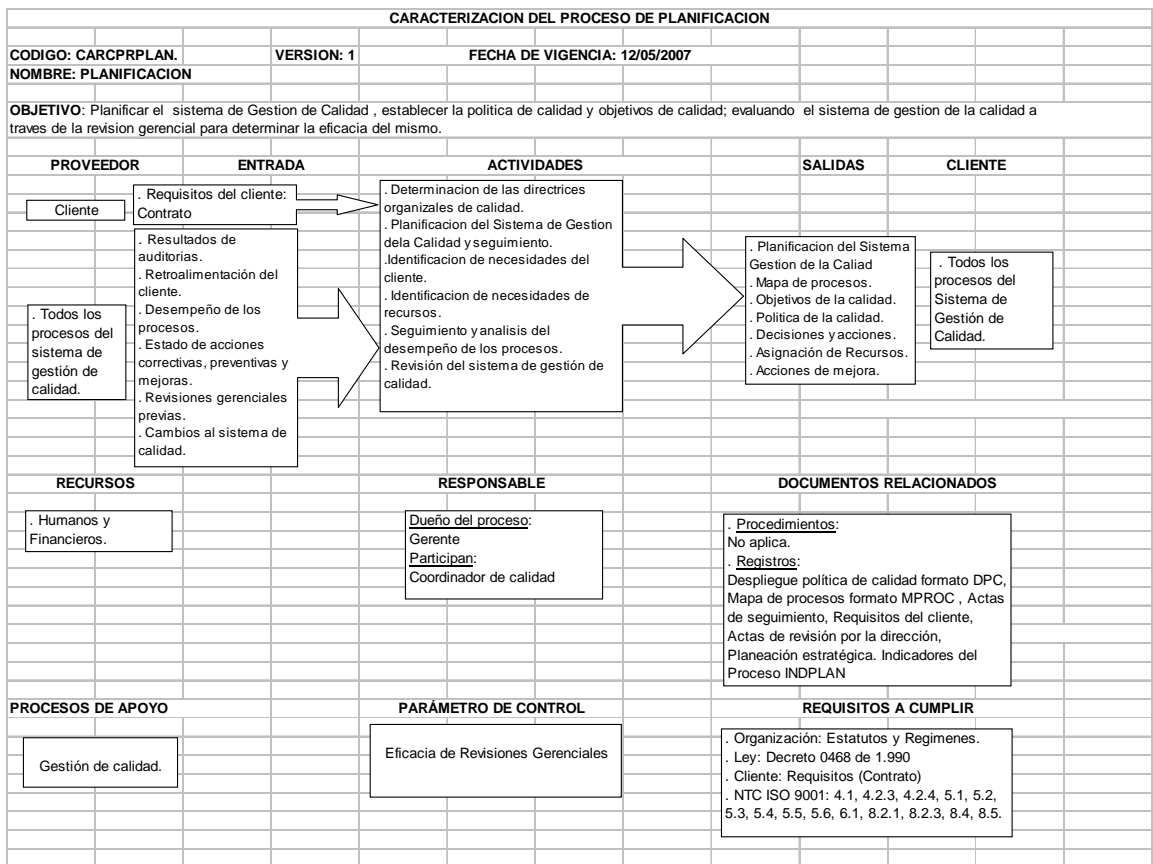 CARACTERIZACION DEL PROCESO DE PLANIFICACION
CODIGO: CARCPRPLAN. VERSION: 1 FECHA DE VIGENCIA: 12/05/2007
NOMBRE: PLANIFICACION
OBJETIVO: Planificar el sistema de Gestion de Calidad , establecer la politica de calidad y objetivos de calidad; evaluando el sistema de gestion de la calidad a
traves de la revision gerencial para determinar la eficacia del mismo.
PROVEEDOR ENTRADA ACTIVIDADES SALIDAS CLIENTE
Cliente
. Requisitos del cliente:
Contrato
. Todos los
procesos del
sistema de
gestión de
calidad.
. Resultados de
auditorias.
. Retroalimentación del
cliente.
. Desempeño de los
procesos.
. Estado de acciones
correctivas, preventivas y
mejoras.
. Revisiones gerenciales
previas.
. Cambios al sistema de
calidad.
. Determinacion de las directrices
organizales de calidad.
. Planificacion del Sistema de Gestion
dela Calidad y seguimiento.
.Identificacion de necesidades del
cliente.
. Identificacion de necesidades de
recursos.
. Seguimiento y analisis del
desempeño de los procesos.
. Revisión del sistema de gestión de
calidad.
. Planificacion del Sistema
Gestion de la Caliad
. Mapa de procesos.
. Objetivos de la calidad.
. Politica de la calidad.
. Decisiones y acciones.
. Asignación de Recursos.
. Acciones de mejora.
. Todos los
procesos del
Sistema de
Gestión de
Calidad.
RECURSOS RESPONSABLE DOCUMENTOS RELACIONADOS
. Humanos y
Financieros.
Dueño del proceso:
Gerente
Participan:
Coordinador de calidad
. Procedimientos:
No aplica.
. Registros:
Despliegue política de calidad formato DPC,
Mapa de procesos formato MPROC , Actas
de seguimiento, Requisitos del cliente,
Actas de revisión por la dirección,
Planeación estratégica. Indicadores del
Proceso INDPLAN
PROCESOS DE APOYO PARÁMETRO DE CONTROL REQUISITOS A CUMPLIR
Gestión de calidad.
Eficacia de Revisiones Gerenciales
. Organización: Estatutos y Regimenes.
. Ley: Decreto 0468 de 1.990
. Cliente: Requisitos (Contrato)
. NTC ISO 9001: 4.1, 4.2.3, 4.2.4, 5.1, 5.2,
5.3, 5.4, 5.5, 5.6, 6.1, 8.2.1, 8.2.3, 8.4, 8.5.